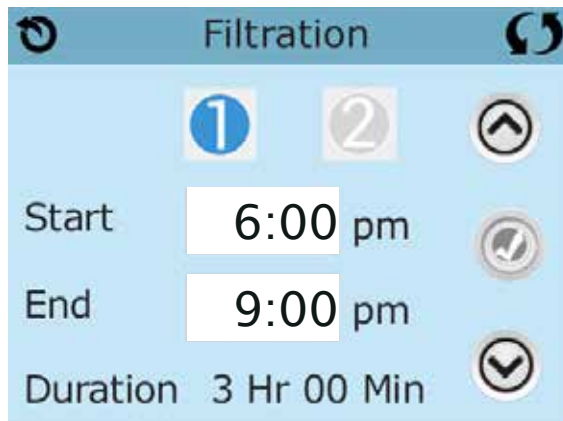 Filtration
1 2
Start 6:00 pm
End 9:00 pm
Duration 3 Hr 00 Min